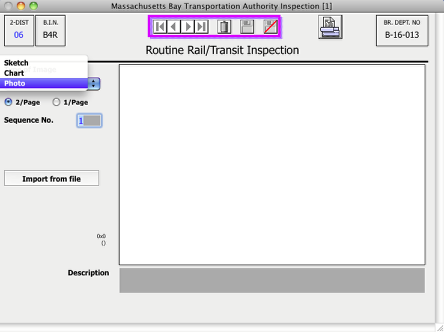 Massachusetts Bay Transportation Authority Inspection [1]
2-DIST
06
B.I.N.
B4R
BR. DEPT. NO
B-16-013
Routine Rail/Transit Inspection
Sketch
Chart
Photo
2/Page
1/Page
Sequence No.
1
Import from file
0x0
()
Description